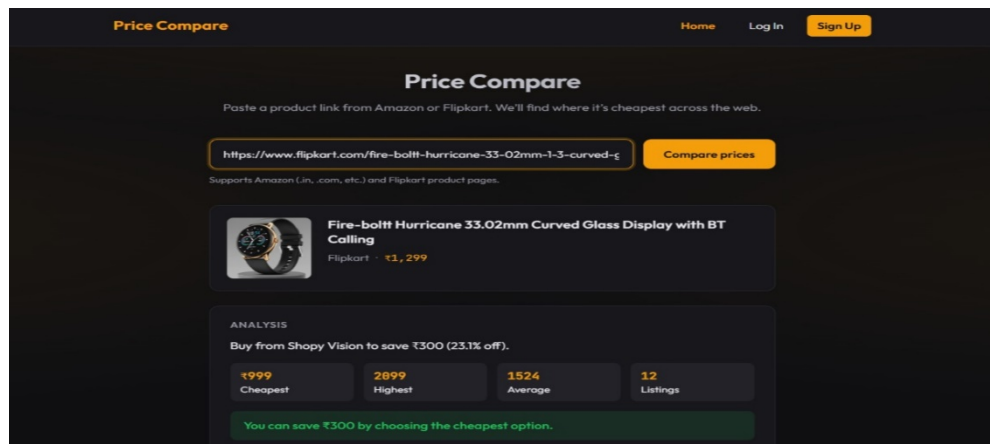 Price Compare
Home
Log In
Sign Up
Price Compare
Paste a product link from Amazon or Flipkart. We'll find where it's cheapest across the web.
https://www.flipkart.com/fire-boltt-hurricane-33-02mm-1-3-curved-g
Compare prices
Supports Amazon (.in, .com, etc.) and Flipkart product pages.
Fire-boltt Hurricane 33.02mm Curved Glass Display with BT
Calling
Flipkart · ₹1,299
ANALYSIS
Buy from Shopy Vision to save ₹300 (23.1% off).
₹999
Cheapest
2099
Highest
1524
Average
12
Listings
You can save ₹300 by choosing the cheapest option.